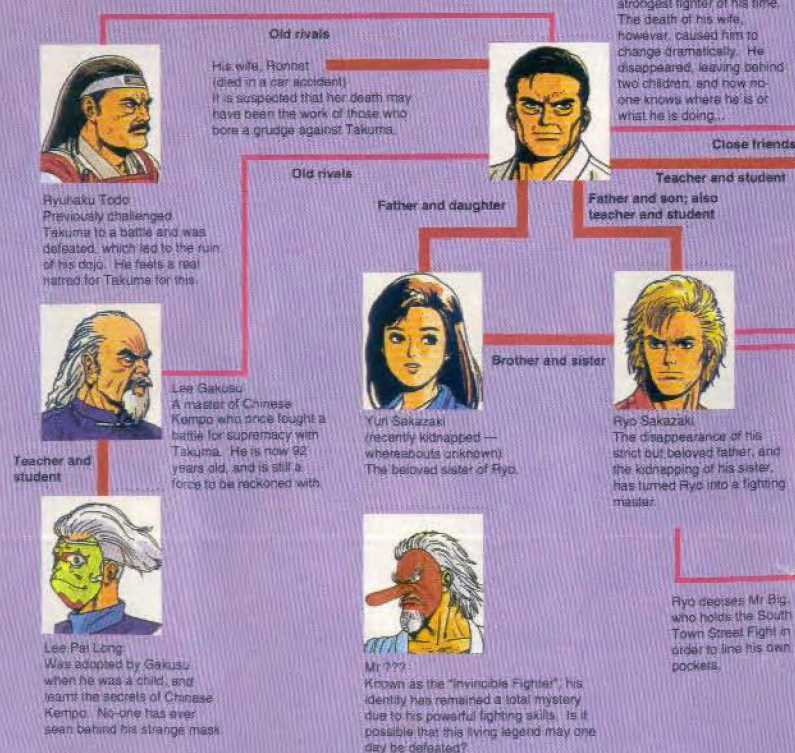 strongest fighter of his time.
The death of his wife,
however, caused him to
change dramatically. He
disappeared, leaving behind
two children, and now no-
one knows where he is or
what he is doing...
Old rivals
His wife, Ronnet
(died in a car accident)
It is suspected that her death may
have been the work of those who
bore a grudge against Takuma.
Close friends
Old rivals
Teacher and student
Father and daughter
Father and son; also
teacher and student
Ryuhaku Todo
Previously challenged
Takuma to a battle and was
defeated, which led to the ruin
of his dojo. He feels a real
hatred for Takuma for this.
Lee Gakusu
A master of Chinese
Kempo who once fought a
battle for supremacy with
Takuma. He is now 92
years old, and is still a
force to be reckoned with
Brother and sister
Yuri Sakazaki
(recently kidnapped —
whereabouts unknown)
The beloved sister of Ryo.
Ryo Sakazaki
The disappearance of his
strict but beloved father, and
the kidnapping of his sister,
has turned Ryo into a fighting
master.
Teacher and
student
Lee Pai Long
Was adopted by Gakusu
when he was a child, and
learnt the secrets of Chinese
Kempo. No-one has ever
seen behind his strange mask.
Mr ???
Known as the "Invincible Fighter", his
identity has remained a total mystery
due to his powerful fighting skills. Is it
possible that this living legend may one
day be defeated?
Ryo depises Mr Big,
who holds the South
Town Street Fight in
order to line his own
pockets.